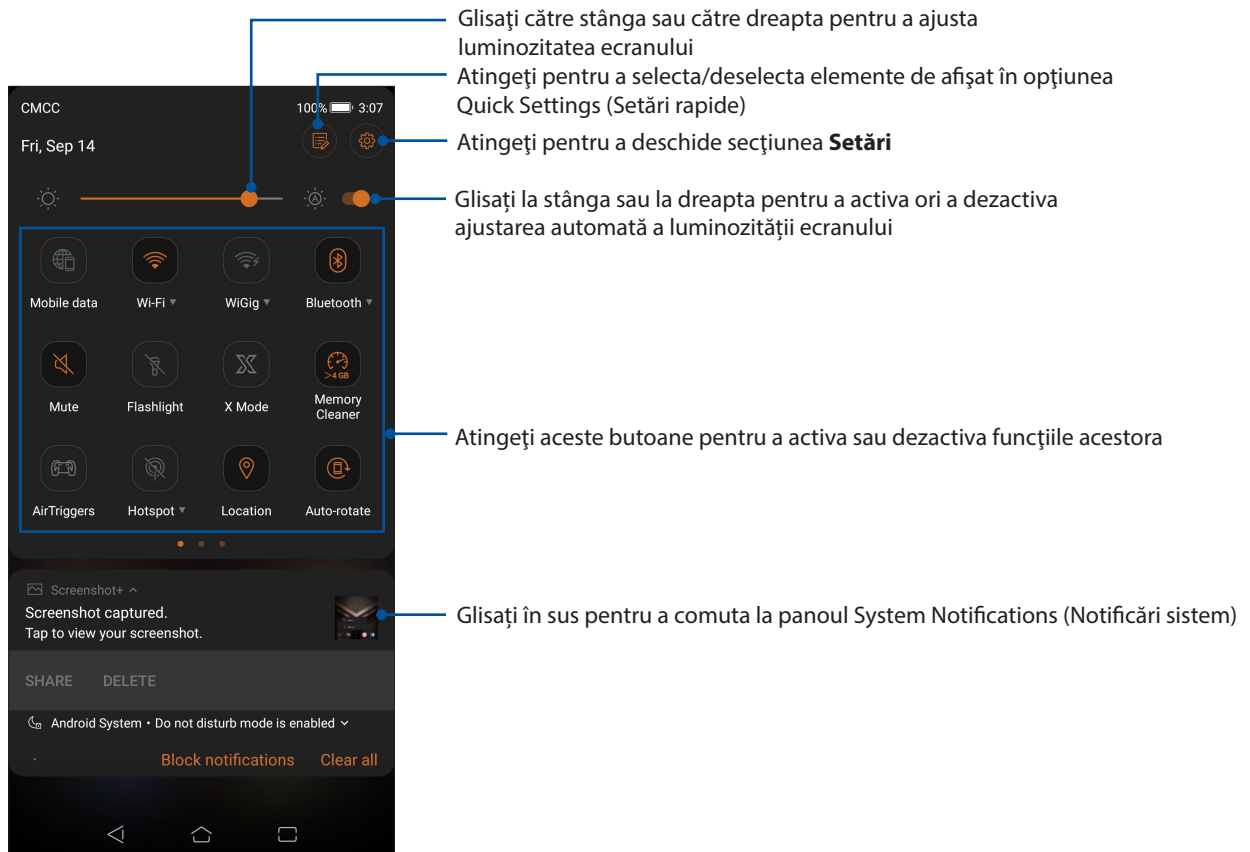 Glisaţi către stânga sau către dreapta pentru a ajusta
luminozitatea ecranului
Atingeţi pentru a selecta/deselecta elemente de afişat în opţiunea
Quick Settings (Setări rapide)
Atingeţi pentru a deschide secţiunea Setări
Glisați la stânga sau la dreapta pentru a activa ori a dezactiva
ajustarea automată a luminozității ecranului
Atingeţi aceste butoane pentru a activa sau dezactiva funcţiile acestora
Glisați în sus pentru a comuta la panoul System Notifications (Notificări sistem)
CMCC 100% 3:07
Fri, Sep 14
A
Mobile data Wi-Fi WiGig Bluetooth
>4 GB
Mute Flashlight X Mode Memory
Cleaner
AirTriggers Hotspot Location Auto-rotate
Screenshot+
Screenshot captured.
Tap to view your screenshot.
SHARE DELETE
Android System • Do not disturb mode is enabled
Block notifications Clear all